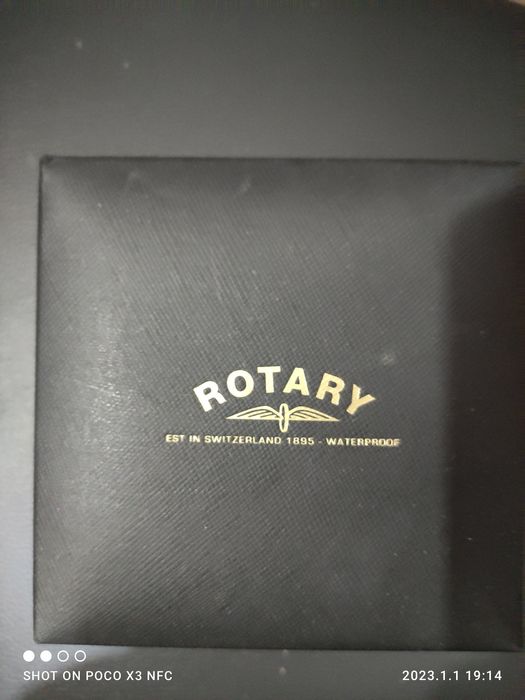 ROTARY
EST IN SWITZERLAND 1895 - WATERPROOF
SHOT ON POCO X3 NFC
2023.1.1 19:14